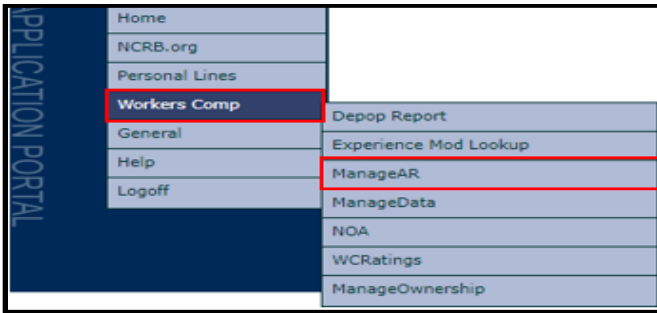 APPLICATION PORTAL
Home
NCRB.org
Personal Lines
Workers Comp
General
Help
Logoff
Depop Report
Experience Mod Lookup
ManageAR
ManageData
NOA
WCRatings
ManageOwnership